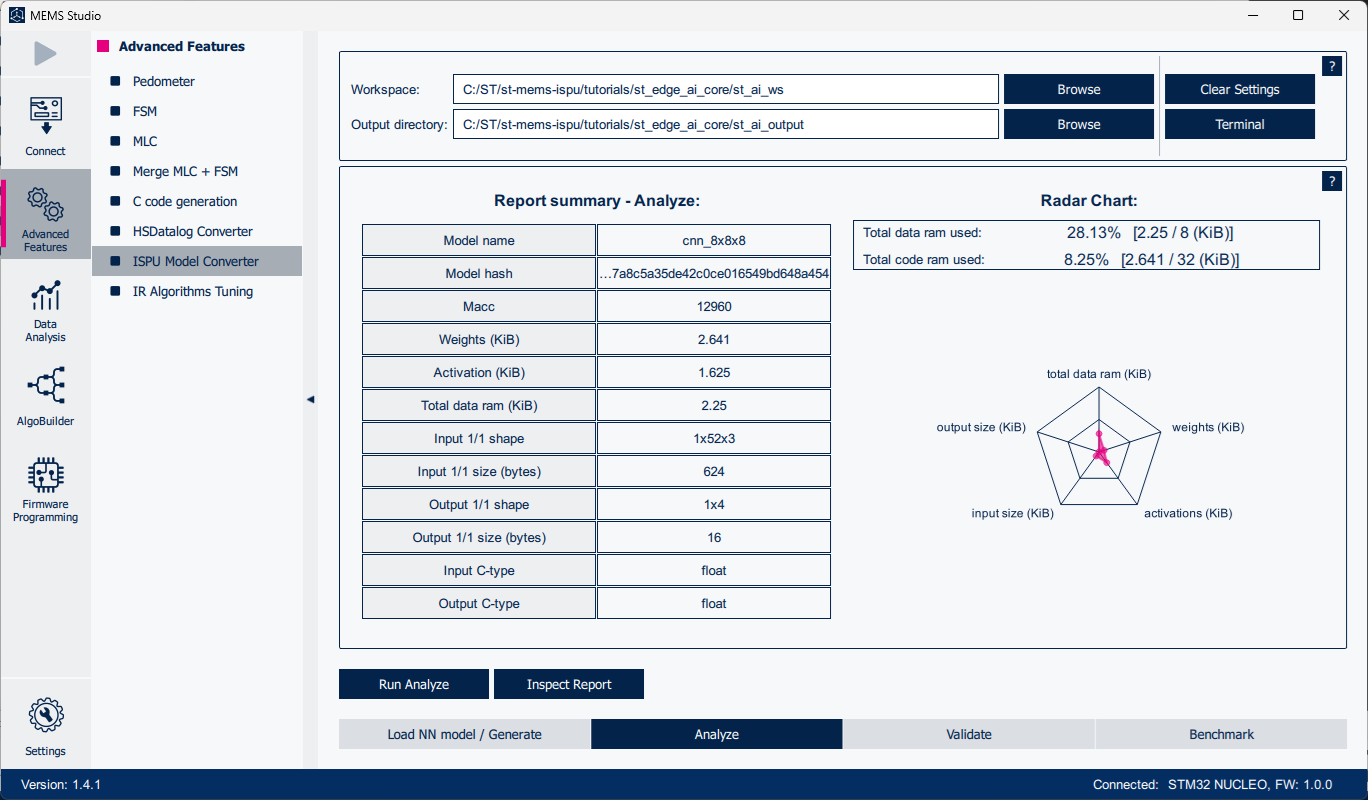 MEMS Studio
Connect
Advanced
Features
Data
Analysis
AlgoBuilder
Firmware
Programming
Settings
Advanced Features
Pedometer
FSM
MLC
Merge MLC + FSM
C code generation
HSDatalog Converter
ISPU Model Converter
IR Algorithms Tuning
?
Workspace: C:/ST/st-mems-ispu/tutorials/st_edge_ai_core/st_ai_ws Browse Clear Settings
Output directory: C:/ST/st-mems-ispu/tutorials/st_edge_ai_core/st_ai_output Browse Terminal
?
Report summary - Analyze:
Model name cnn_8x8x8
Model hash ...7a8c5a35de42c0ce016549bd648a454
Macc 12960
Weights (KiB) 2.641
Activation (KiB) 1.625
Total data ram (KiB) 2.25
Input 1/1 shape 1x52x3
Input 1/1 size (bytes) 624
Output 1/1 shape 1x4
Output 1/1 size (bytes) 16
Input C-type float
Output C-type float
Radar Chart:
Total data ram used: 28.13% [2.25 / 8 (KiB)]
Total code ram used: 8.25% [2.641 / 32 (KiB)]
total data ram (KiB)
output size (KiB) weights (KiB)
input size (KiB) activations (KiB)
Run Analyze Inspect Report
Load NN model / Generate Analyze Validate Benchmark
Version: 1.4.1 Connected: STM32 NUCLEO, FW: 1.0.0